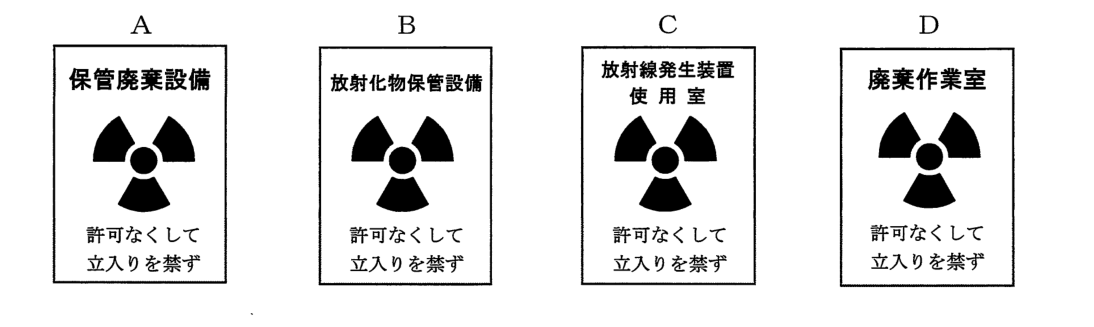 A
保管廃棄設備
許可なくして
立入りを禁ず
B
放射化物保管設備
許可なくして
立入りを禁ず
C
放射線発生装置
使用室
許可なくして
立入りを禁ず
D
廃棄作業室
許可なくして
立入りを禁ず